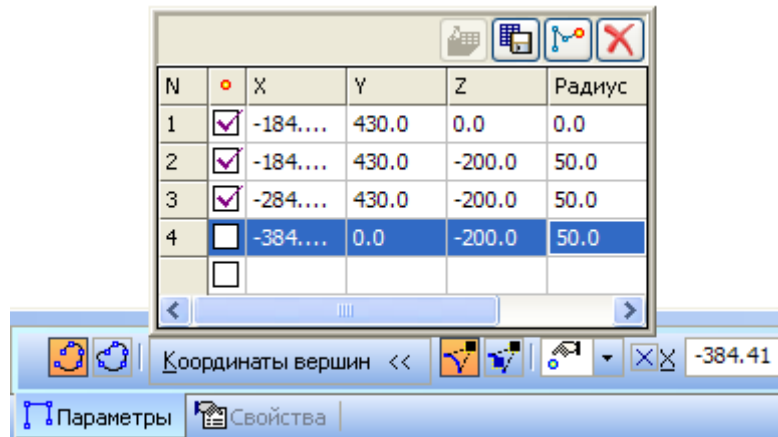 N X Y Z Радиус
1 -184.... 430.0 0.0 0.0
2 -184.... 430.0 -200.0 50.0
3 -284.... 430.0 -200.0 50.0
4 -384.... 0.0 -200.0 50.0
Координаты вершин << X -384.41
Параметры Свойства